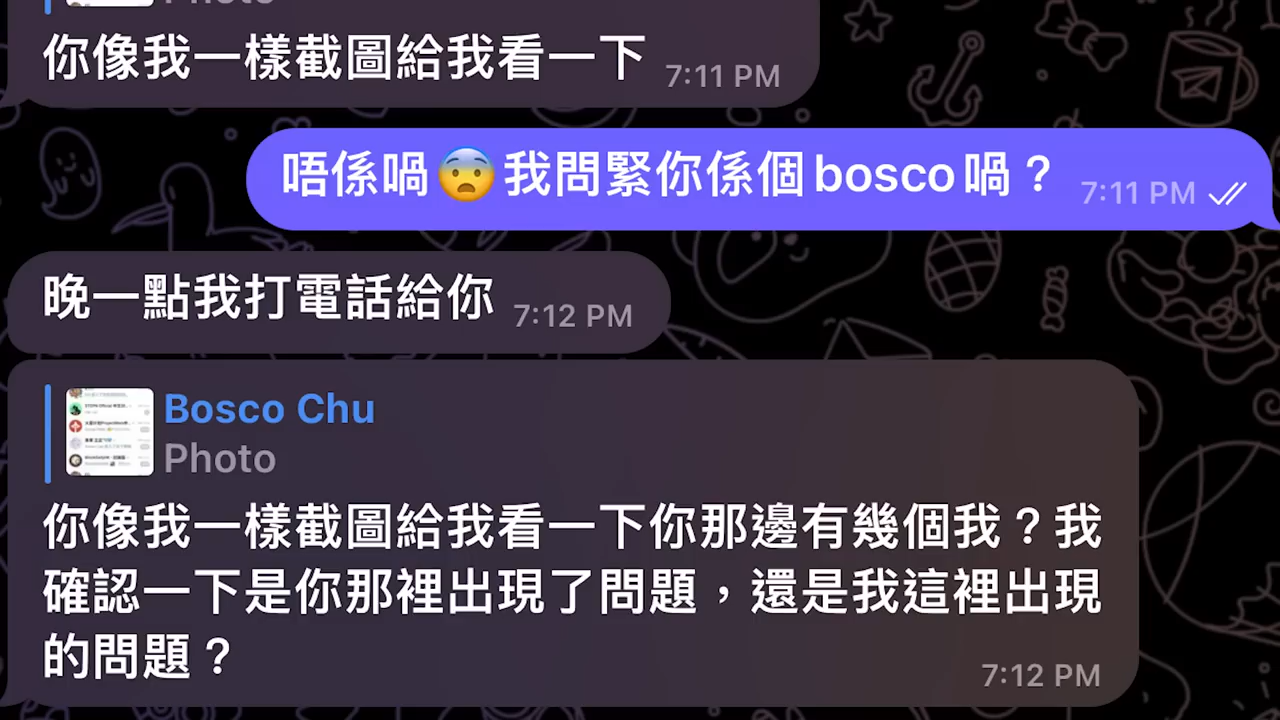 你像我一樣截圖給我看一下 7:11 PM
唔係喎😨我問緊你係個bosco喎？ 7:11 PM
晚一點我打電話給你 7:12 PM
Bosco Chu
Photo
你像我一樣截圖給我看一下你那邊有幾個我？我
確認一下是你那裡出現了問題，還是我這裡出現
的問題？
7:12 PM